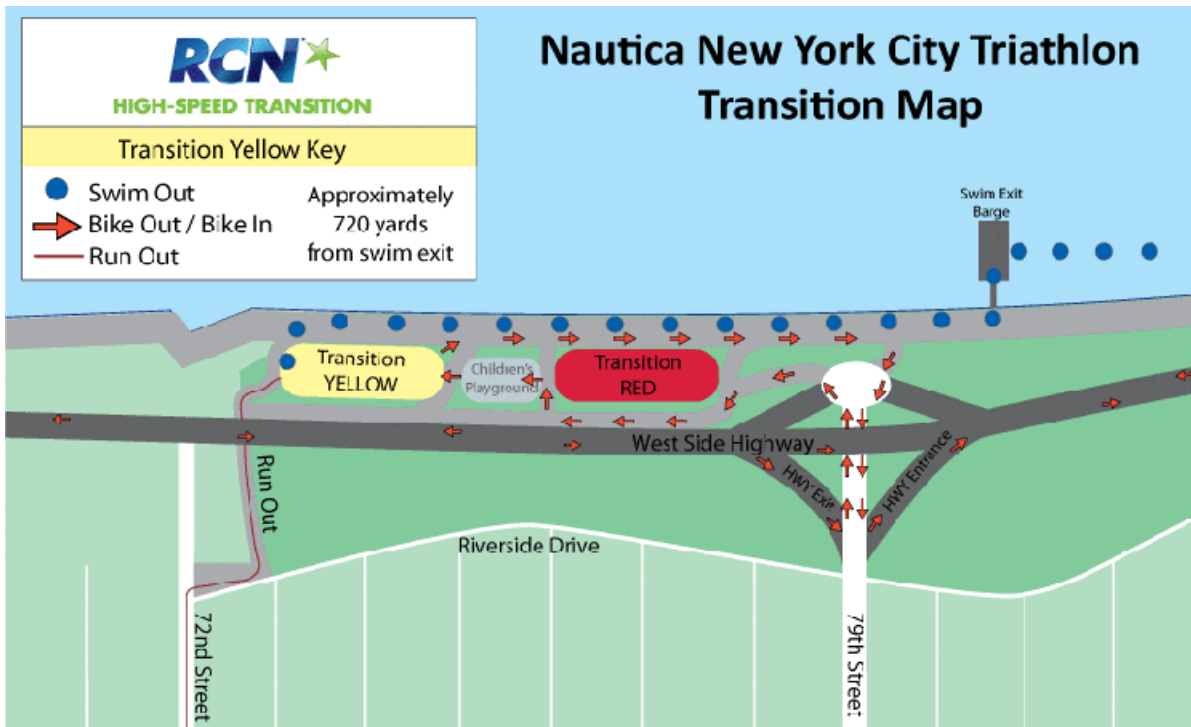 RCN
HIGH-SPEED TRANSITION
Transition Yellow Key
Swim Out
Bike Out / Bike In
Run Out
Approximately
720 yards
from swim exit
Nautica New York City Triathlon
Transition Map
Swim Exit
Barge
Transition
YELLOW
Children's
Playground
Transition
RED
West Side Highway
HWY Exit
HWY Entrance
Run Out
Riverside Drive
72nd Street
79th Street